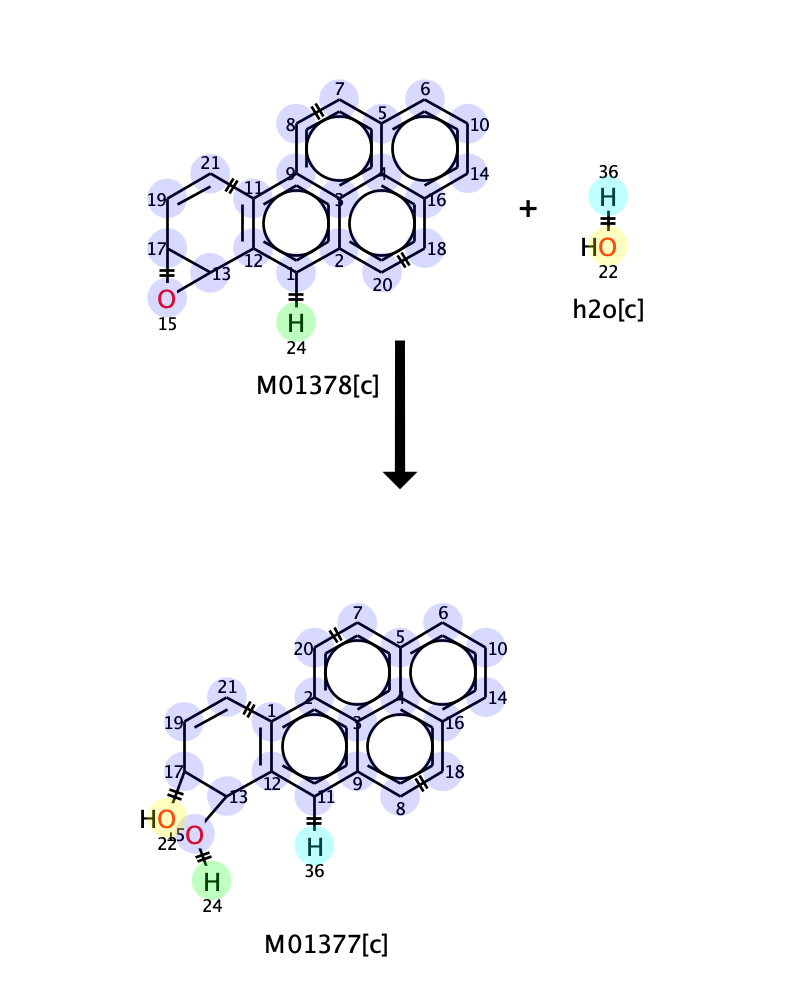 7 6
8 5 10
21 9 4 14 36
19 11 3 16 + H
17 12 2 18 HO
13 1 20 22
O H h2o[c]
15 24
M01378[c]
7 6
20 5 10
21 2 4 14
19 1 3 16
17 12 9 18
13 11 8
HO O H
22 15 36
H
24
M01377[c]